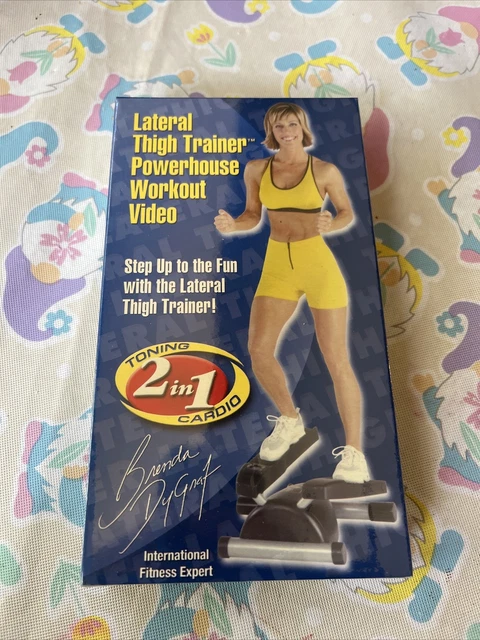 Lateral
Thigh Trainer™
Powerhouse
Workout
Video
Step Up to the Fun
with the Lateral
Thigh Trainer!
TONING
2 in 1
CARDIO
Brenda
DyGraf
International
Fitness Expert